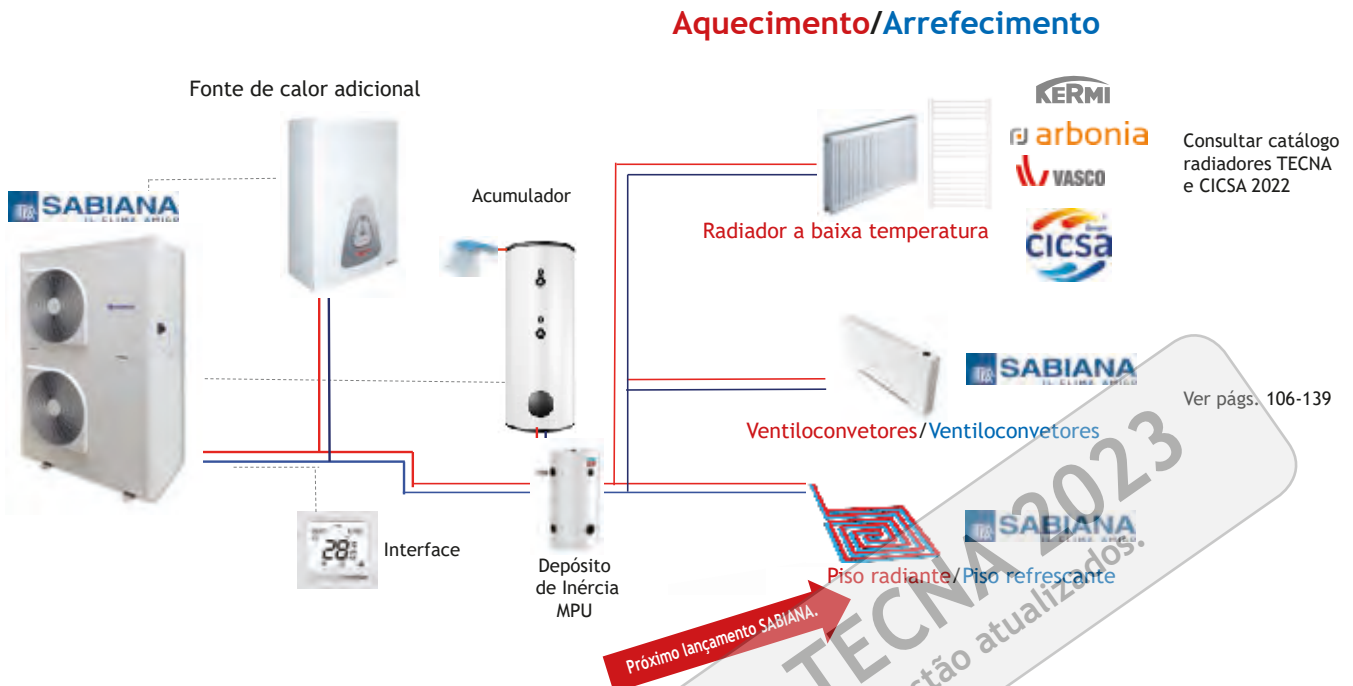 Aquecimento/Arrefecimento
Fonte de calor adicional
SABIANA
IL CLIMA AMICO
Acumulador
KERMI
arbonia
VASCO
Grupo
cicsa
Consultar catálogo
radiadores TECNA
e CICSA 2022
Radiador a baixa temperatura
SABIANA
IL CLIMA AMICO
Ver págs. 106-139
Ventiloconvetores/Ventiloconvetores
28
Interface
Depósito
de Inércia
MPU
SABIANA
IL CLIMA AMICO
Piso radiante/Piso refrescante
Próximo lançamento SABIANA.
TECNA 2023
estão atualizados.